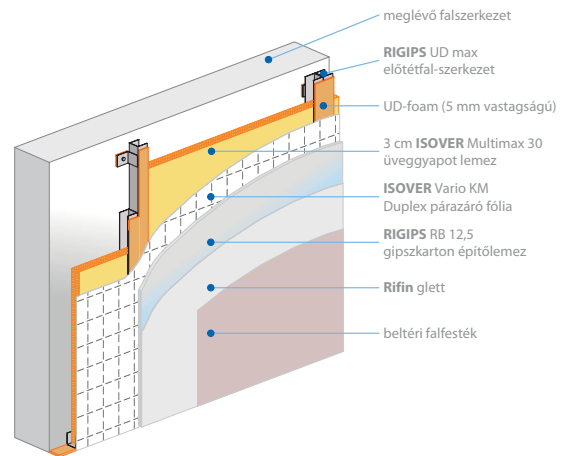 meglévő falszerkezet
RIGIPS UD max
előtétfal-szerkezet
UD-foam (5 mm vastagságú)
3 cm ISOVER Multimax 30
üveggyapot lemez
ISOVER Vario KM
Duplex párazáró fólia
RIGIPS RB 12,5
gipszkarton építőlemez
Rifin glett
beltéri falfesték